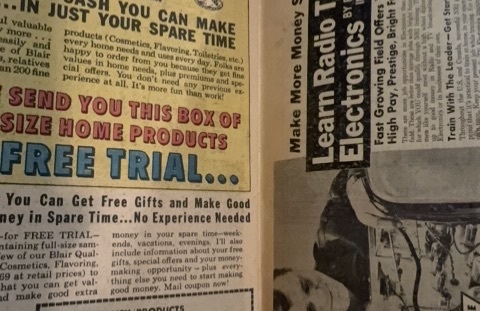 CASH YOU CAN MAKE
...IN JUST YOUR SPARE TIME
ul valuable
y more . . .
easily and
e of Blair
, relatives
an 200 fine
products (Cosmetics, Flavoring, Toiletries, etc.)
every home needs and uses every day. Folks are
happy to order from you because they get fine
values in home needs, plus premiums and spe-
cial offers. You don't need any previous ex-
perience at all. It's more fun than work!
SEND YOU THIS BOX OF
SIZE HOME PRODUCTS
FREE TRIAL...
You Can Get Free Gifts and Make Good
ney in Spare Time...No Experience Needed
-for FREE TRIAL-
ntaining full-size sam-
ew of our Blair Qual-
Cosmetics, Flavoring,
69 at retail prices) to
hat you can get val-
nd make good extra
money in your spare time—week-
ends, vacations, evenings. I'll also
include information about your free
gifts, special offers and your money-
making opportunity - plus every-
thing else you need to start making
good money. Mail coupon now!
PRODUCTS
Make More Money S
Learn Radio T
Electronics BY
Fast Growing Field Offe
High Pay, Prestige, Bright F
Train With The Leader—Get Star